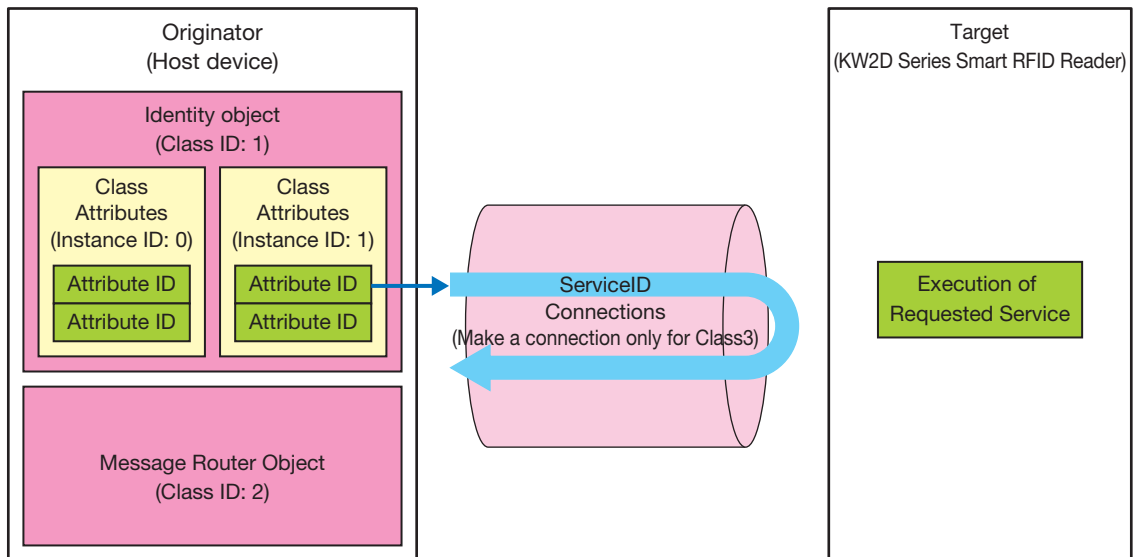 Originator
(Host device)
Identity object
(Class ID: 1)
Class
Attributes
(Instance ID: 0)
Attribute ID
Attribute ID
Class
Attributes
(Instance ID: 1)
Attribute ID
Attribute ID
Message Router Object
(Class ID: 2)
ServiceID
Connections
(Make a connection only for Class3)
Target
(KW2D Series Smart RFID Reader)
Execution of
Requested Service